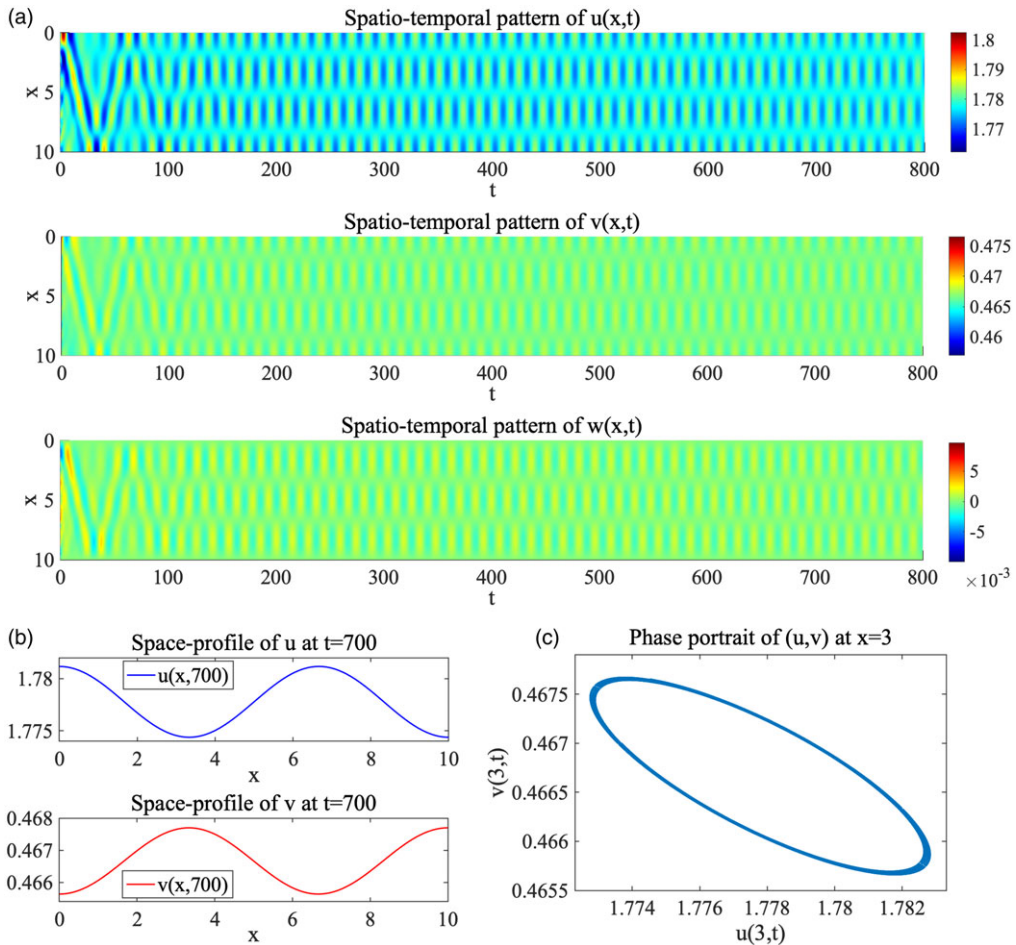 (a)
Spatio-temporal pattern of u(x,t)
0
5
10
x
0 100 200 300 400 500 600 700 800
t
1.8
1.79
1.78
1.77
Spatio-temporal pattern of v(x,t)
0
5
10
x
0 100 200 300 400 500 600 700 800
t
0.475
0.47
0.465
0.46
Spatio-temporal pattern of w(x,t)
0
5
10
x
0 100 200 300 400 500 600 700 800
t
5
0
-5
×10⁻³
(b)
Space-profile of u at t=700
1.78
1.775
u(x,700)
0 2 4 6 8 10
x
Space-profile of v at t=700
0.468
0.467
0.466
v(x,700)
0 2 4 6 8 10
x
(c)
Phase portrait of (u,v) at x=3
0.4675
0.467
0.4665
0.466
0.4655
v(3,t)
1.774 1.776 1.778 1.78 1.782
u(3,t)